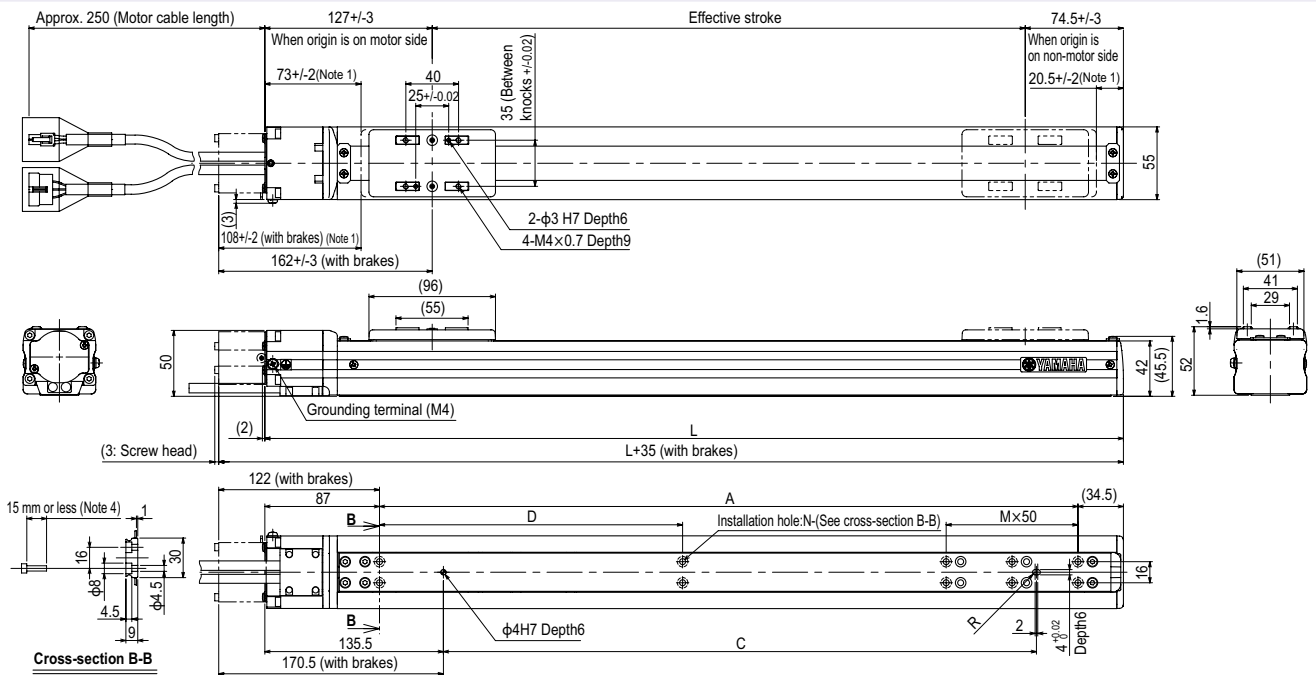 Approx. 250 (Motor cable length)
127+/-3
Effective stroke
74.5+/-3
When origin is on motor side
When origin is
on non-motor side
73+/-2(Note 1)
40
25+/-0.02
35 (Between
knocks +/-0.02)
20.5+/-2(Note 1)
55
(3)
2-φ3 H7 Depth6
4-M4×0.7 Depth9
108+/-2 (with brakes) (Note 1)
162+/-3 (with brakes)
(96)
(55)
(51)
41
29
1.6
52
50
YAMAHA
42
(45.5)
Grounding terminal (M4)
(2)
L
(3: Screw head)
L+35 (with brakes)
122 (with brakes)
87
A
(34.5)
15 mm or less (Note 4)
1
B
D
Installation hole:N-(See cross-section B-B)
M×50
16
30
φ8
φ4.5
4.5
9
16
B
φ4H7 Depth6
R
2
4 +0.02 0
Depth6
135.5
C
Cross-section B-B
170.5 (with brakes)